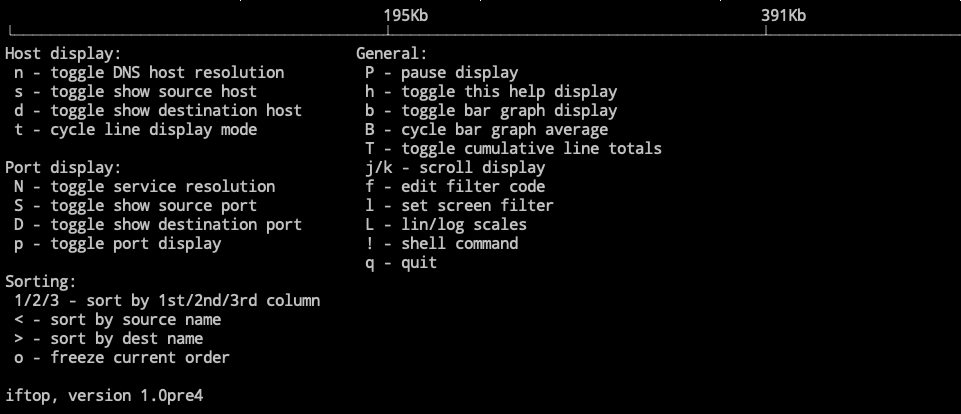 195Kb 391Kb
Host display: General:
n - toggle DNS host resolution P - pause display
s - toggle show source host h - toggle this help display
d - toggle show destination host b - toggle bar graph display
t - cycle line display mode B - cycle bar graph average
T - toggle cumulative line totals
Port display: j/k - scroll display
N - toggle service resolution f - edit filter code
S - toggle show source port l - set screen filter
D - toggle show destination port L - lin/log scales
p - toggle port display ! - shell command
q - quit
Sorting:
1/2/3 - sort by 1st/2nd/3rd column
< - sort by source name
> - sort by dest name
o - freeze current order
iftop, version 1.0pre4